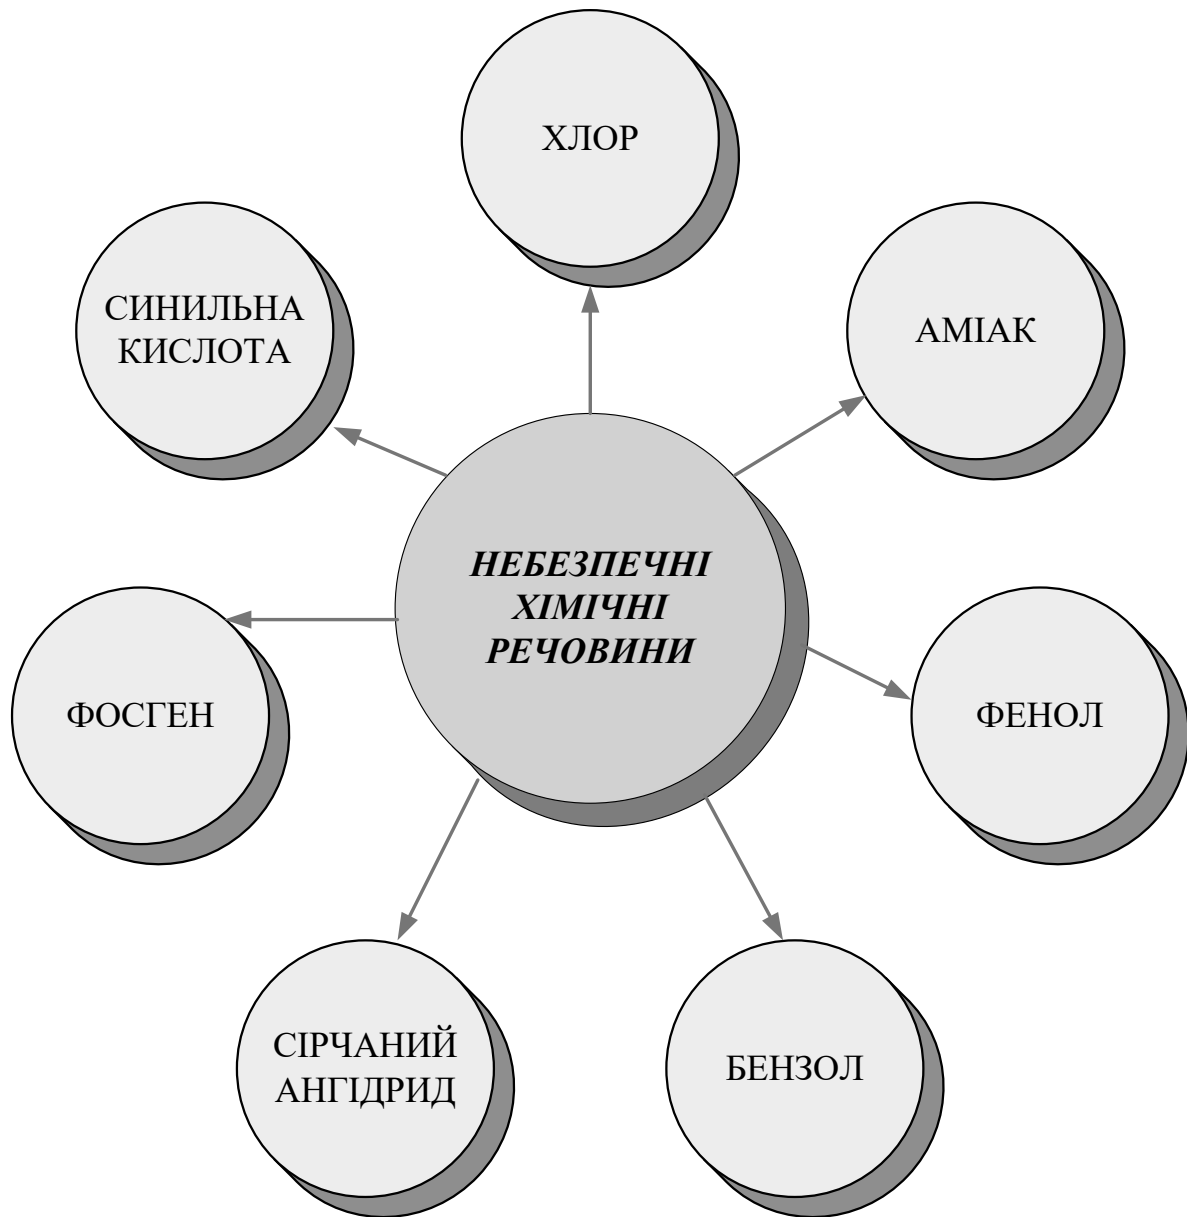 ХЛОР
СИНИЛЬНА
КИСЛОТА
АМІАК
НЕБЕЗПЕЧНІ
ХІМІЧНІ
РЕЧОВИНИ
ФОСГЕН
ФЕНОЛ
СІРЧАНИЙ
АНГІДРИД
БЕНЗОЛ